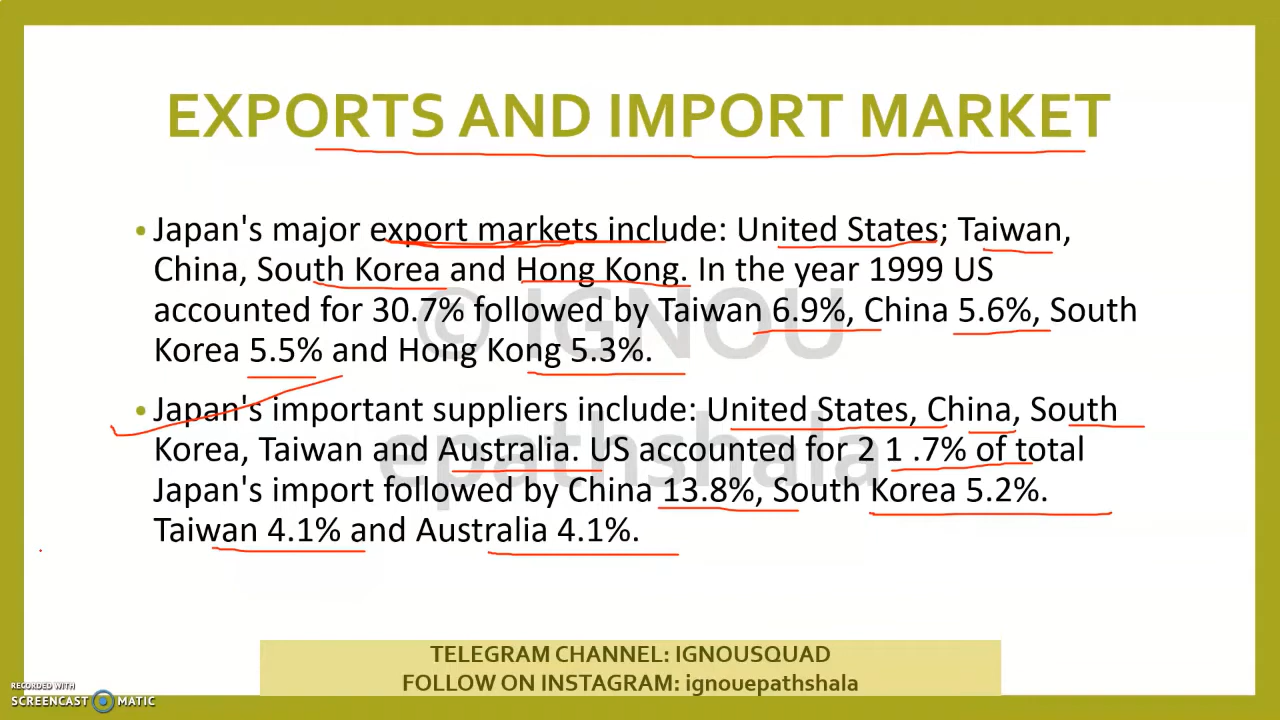 EXPORTS AND IMPORT MARKET
• Japan's major export markets include: United States; Taiwan,
China, South Korea and Hong Kong. In the year 1999 US
accounted for 30.7% followed by Taiwan 6.9%, China 5.6%, South
Korea 5.5% and Hong Kong 5.3%.
• Japan's important suppliers include: United States, China, South
Korea, Taiwan and Australia. US accounted for 2 1 .7% of total
Japan's import followed by China 13.8%, South Korea 5.2%.
Taiwan 4.1% and Australia 4.1%.
© IGNOU
epathshala
TELEGRAM CHANNEL: IGNOUSQUAD
FOLLOW ON INSTAGRAM: ignouepathshala
RECORDED WITH
SCREENCAST MATIC